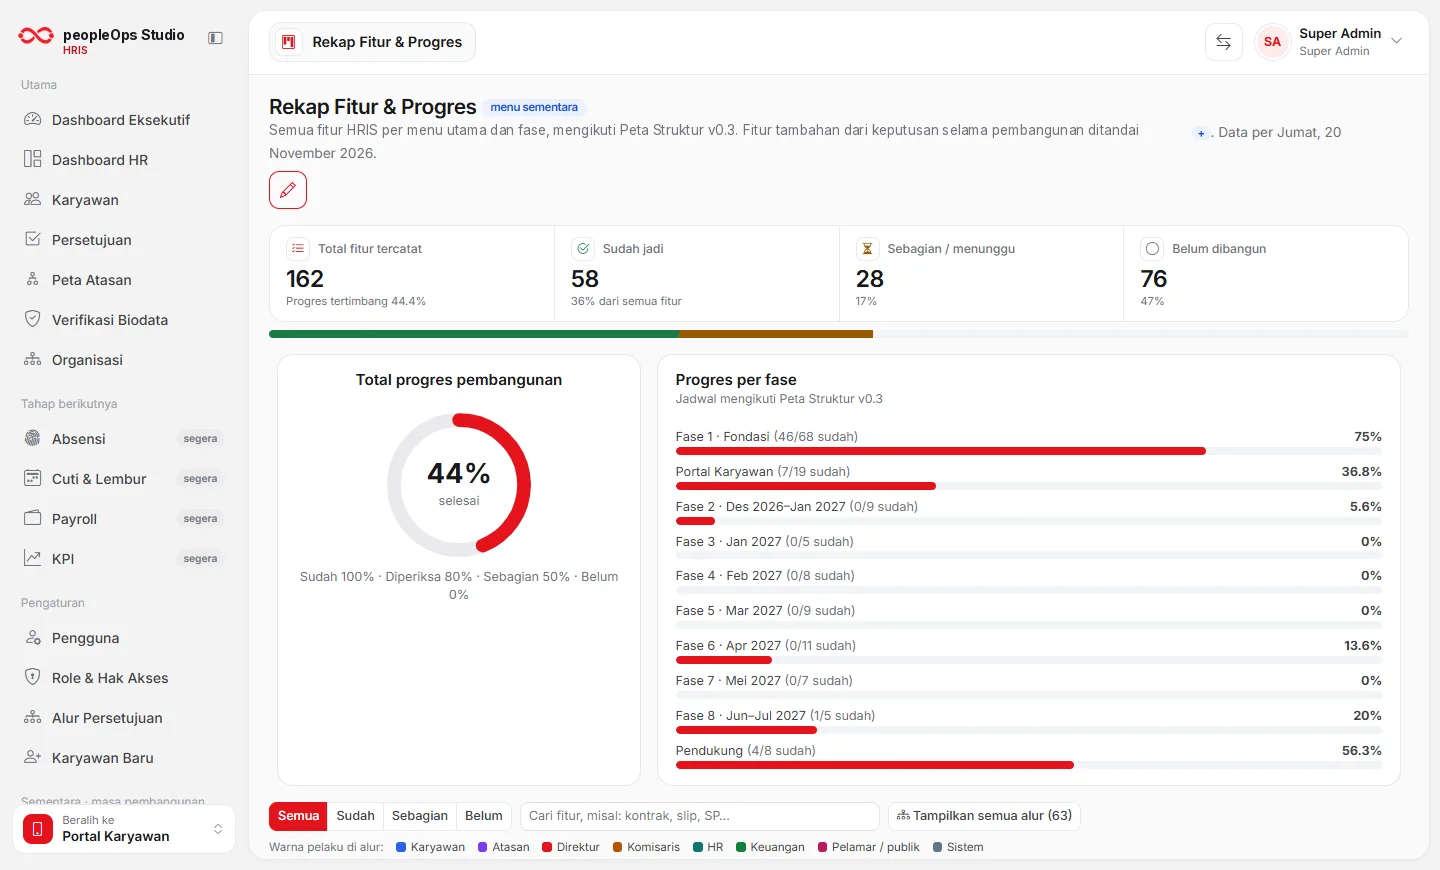 peopleOps Studio
HRIS
Utama
Dashboard Eksekutif
Dashboard HR
Karyawan
Persetujuan
Peta Atasan
Verifikasi Biodata
Organisasi
Tahap berikutnya
Absensi segera
Cuti & Lembur segera
Payroll segera
KPI segera
Pengaturan
Pengguna
Role & Hak Akses
Alur Persetujuan
Karyawan Baru
Sementara · masa pembangunan
Beralih ke
Portal Karyawan
Rekap Fitur & Progres
SA
Super Admin
Super Admin
Rekap Fitur & Progres menu sementara
Semua fitur HRIS per menu utama dan fase, mengikuti Peta Struktur v0.3. Fitur tambahan dari keputusan selama pembangunan ditandai + . Data per Jumat, 20
November 2026.
Total fitur tercatat
162
Progres tertimbang 44.4%
Sudah jadi
58
36% dari semua fitur
Sebagian / menunggu
28
17%
Belum dibangun
76
47%
Total progres pembangunan
44%
selesai
Sudah 100% · Diperiksa 80% · Sebagian 50% · Belum
0%
Progres per fase
Jadwal mengikuti Peta Struktur v0.3
Fase 1 · Fondasi (46/68 sudah) 75%
Portal Karyawan (7/19 sudah) 36.8%
Fase 2 · Des 2026–Jan 2027 (0/9 sudah) 5.6%
Fase 3 · Jan 2027 (0/5 sudah) 0%
Fase 4 · Feb 2027 (0/8 sudah) 0%
Fase 5 · Mar 2027 (0/9 sudah) 0%
Fase 6 · Apr 2027 (0/11 sudah) 13.6%
Fase 7 · Mei 2027 (0/7 sudah) 0%
Fase 8 · Jun–Jul 2027 (1/5 sudah) 20%
Pendukung (4/8 sudah) 56.3%
Semua Sudah Sebagian Belum Cari fitur, misal: kontrak, slip, SP... Tampilkan semua alur (63)
Warna pelaku di alur: Karyawan Atasan Direktur Komisaris HR Keuangan Pelamar / publik Sistem